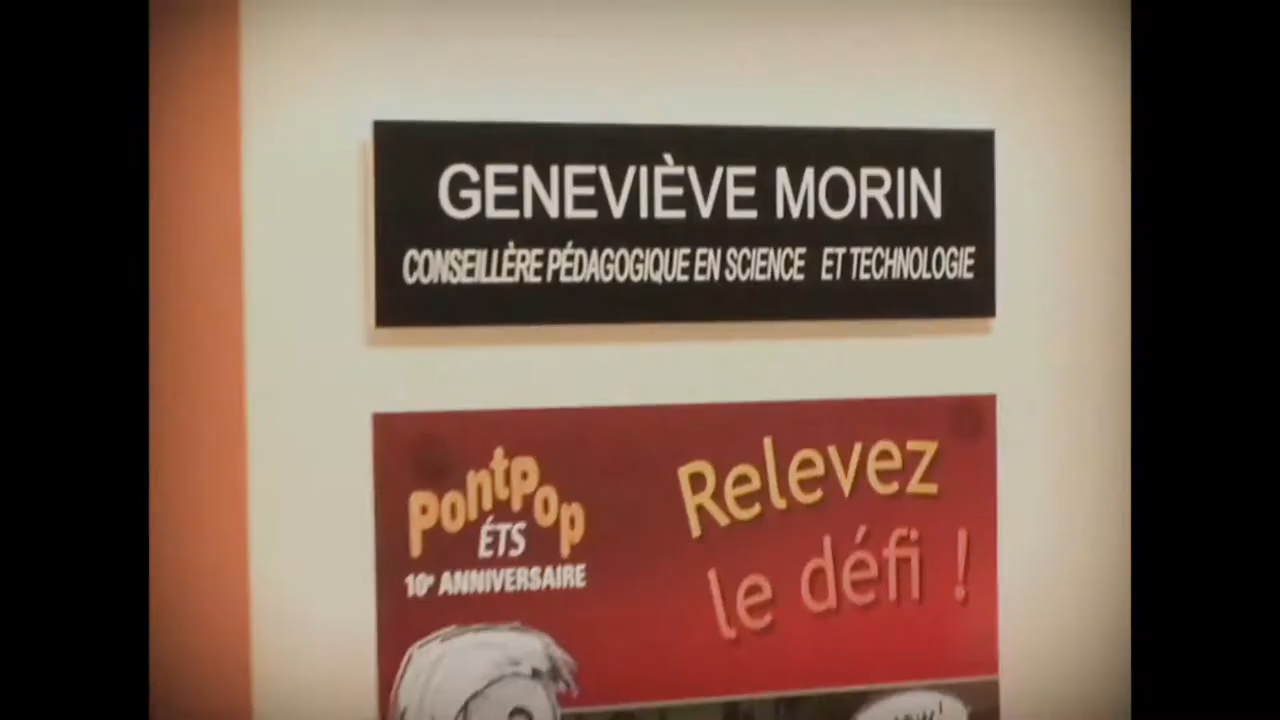 GENEVIÈVE MORIN
CONSEILLÈRE PÉDAGOGIQUE EN SCIENCE ET TECHNOLOGIE
PontPop
ÉTS
10e ANNIVERSAIRE
Relevez
le défi !